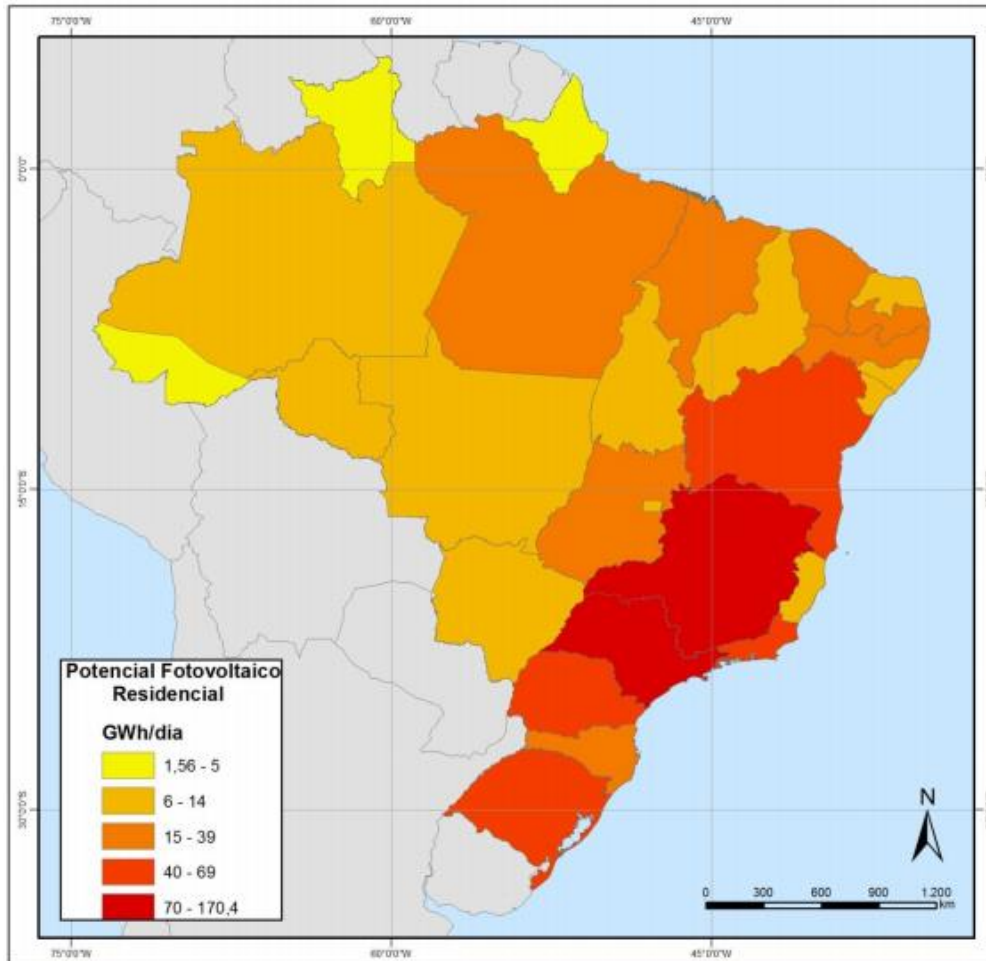 75°0'0"W 60°0'0"W 45°0'0"W
0°0'0"
15°0'0"S
30°0'0"S
Potencial Fotovoltaico
Residencial
GWh/dia
1,56 - 5
6 - 14
15 - 39
40 - 69
70 - 170,4
N
0 300 600 900 1.200
km
75°0'0"W 60°0'0"W 45°0'0"W